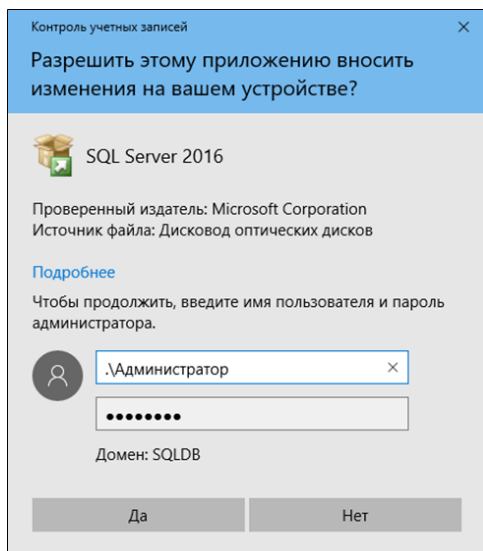 Контроль учетных записей
Разрешить этому приложению вносить
изменения на вашем устройстве?
SQL Server 2016
Проверенный издатель: Microsoft Corporation
Источник файла: Дисковод оптических дисков
Подробнее
Чтобы продолжить, введите имя пользователя и пароль
администратора.
.\Администратор
••••••••
Домен: SQLDB
Да
Нет